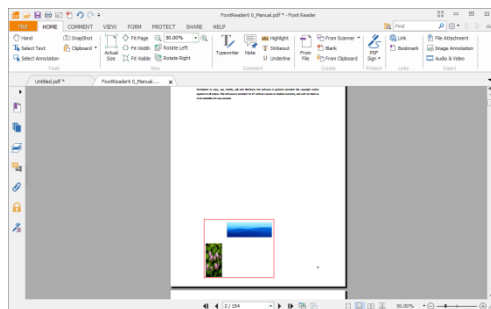 FoxitReader6 0_Manual.pdf * - Foxit Reader
File HOME COMMENT VIEW FORM PROTECT SHARE HELP
Find
Hand SnapShot Fit Page 90.00% Highlight From Scanner Link File Attachment
Select Text Clipboard Fit Width Rotate Left Strikeout Blank Bookmark Image Annotation
Select Annotation Fit Visible Rotate Right Underline From Clipboard Audio & Video
Actual Size
Typewriter Note
From File
PDF Sign
Tools View Comment Create Protect Links Insert
Untitled.pdf * FoxitReader6 0_Manual.... x
2 / 154 90.00%